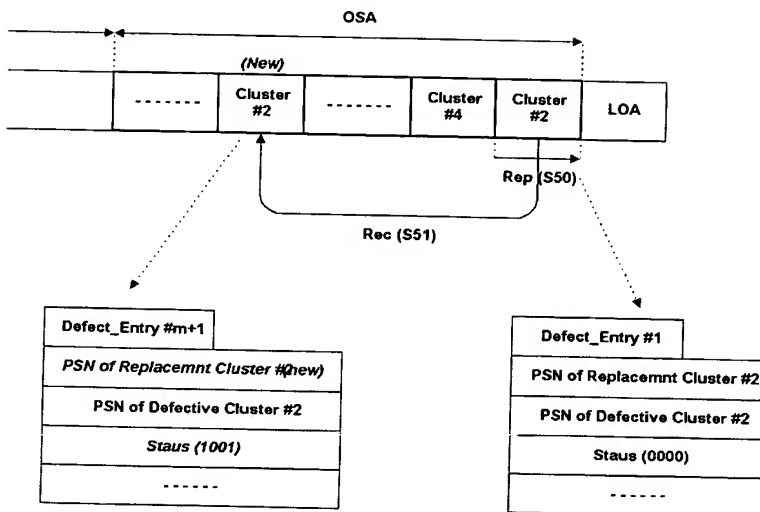 OSA
(New)
-------
Cluster
#2
-------
Cluster
#4
Cluster
#2
LOA
Rep (S50)
Rec (S51)
Defect_Entry #m+1
PSN of Replacemnt Cluster #2(new)
PSN of Defective Cluster #2
Staus (1001)
------
Defect_Entry #1
PSN of Replacemnt Cluster #2
PSN of Defective Cluster #2
Staus (0000)
------